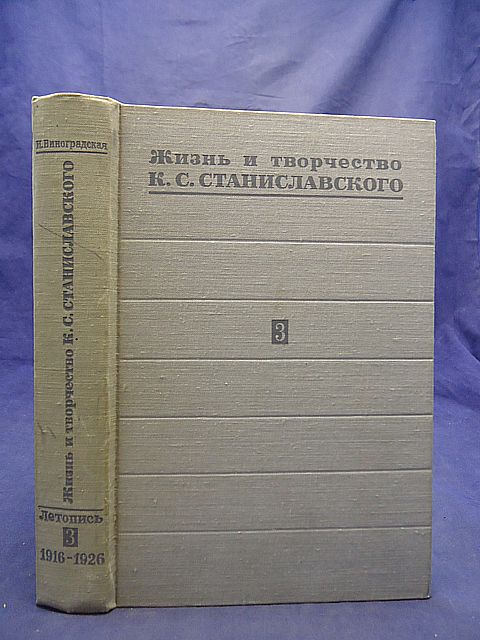 И. Виноградская
Жизнь и творчество К. С. СТАНИСЛАВСКОГО
Летопись
3
1916-1926
Жизнь и творчество
К. С. СТАНИСЛАВСКОГО
3